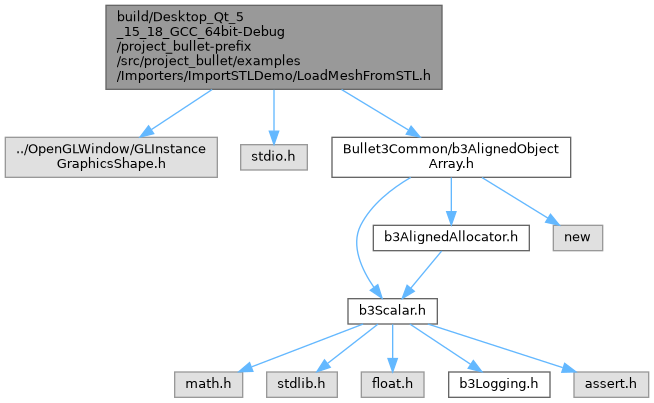 build/Desktop_Qt_5
_15_18_GCC_64bit-Debug
/project_bullet-prefix
/src/project_bullet/examples
/Importers/ImportSTLDemo/LoadMeshFromSTL.h
../OpenGLWindow/GLInstance
GraphicsShape.h
stdio.h
Bullet3Common/b3AlignedObject
Array.h
b3AlignedAllocator.h
new
b3Scalar.h
math.h
stdlib.h
float.h
b3Logging.h
assert.h